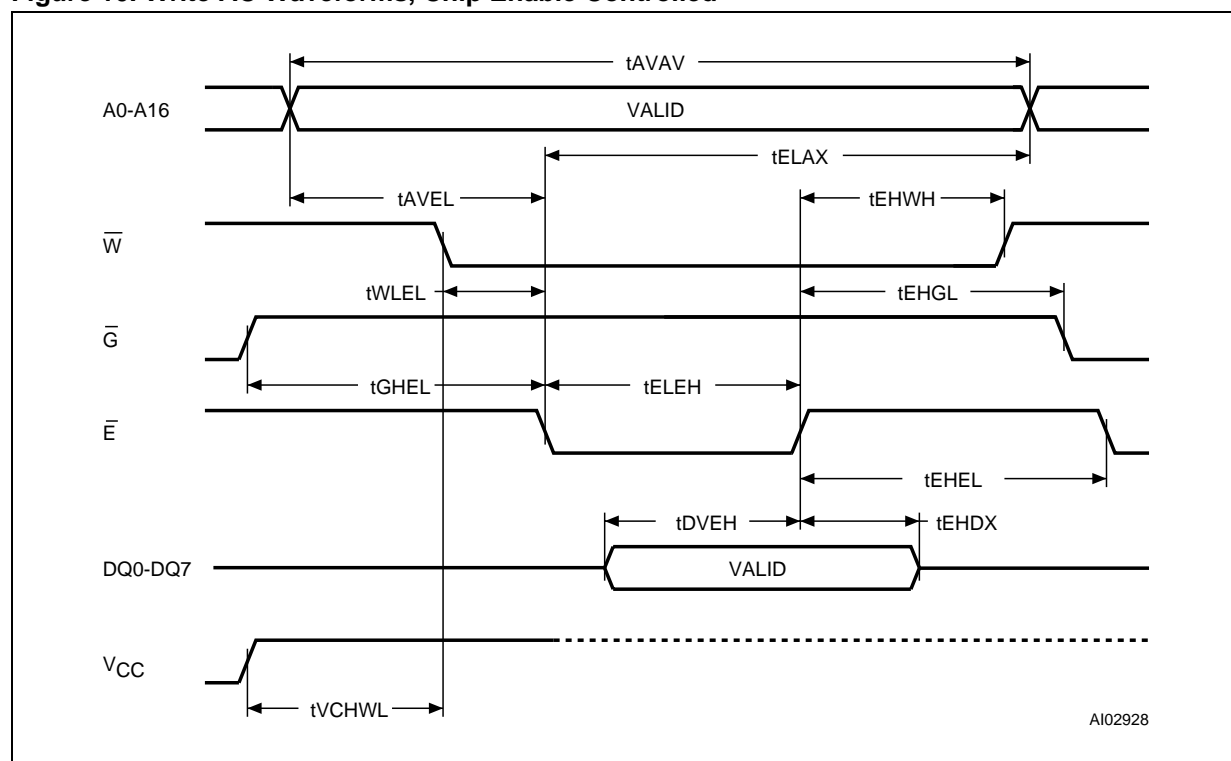 tAVAV
A0-A16
VALID
tELAX
tAVEL
tEHWH
W̅
tWLEL
tEHGL
G̅
tGHEL
tELEH
E̅
tEHEL
tDVEH
tEHDX
DQ0-DQ7
VALID
VCC
tVCHWL
AI02928